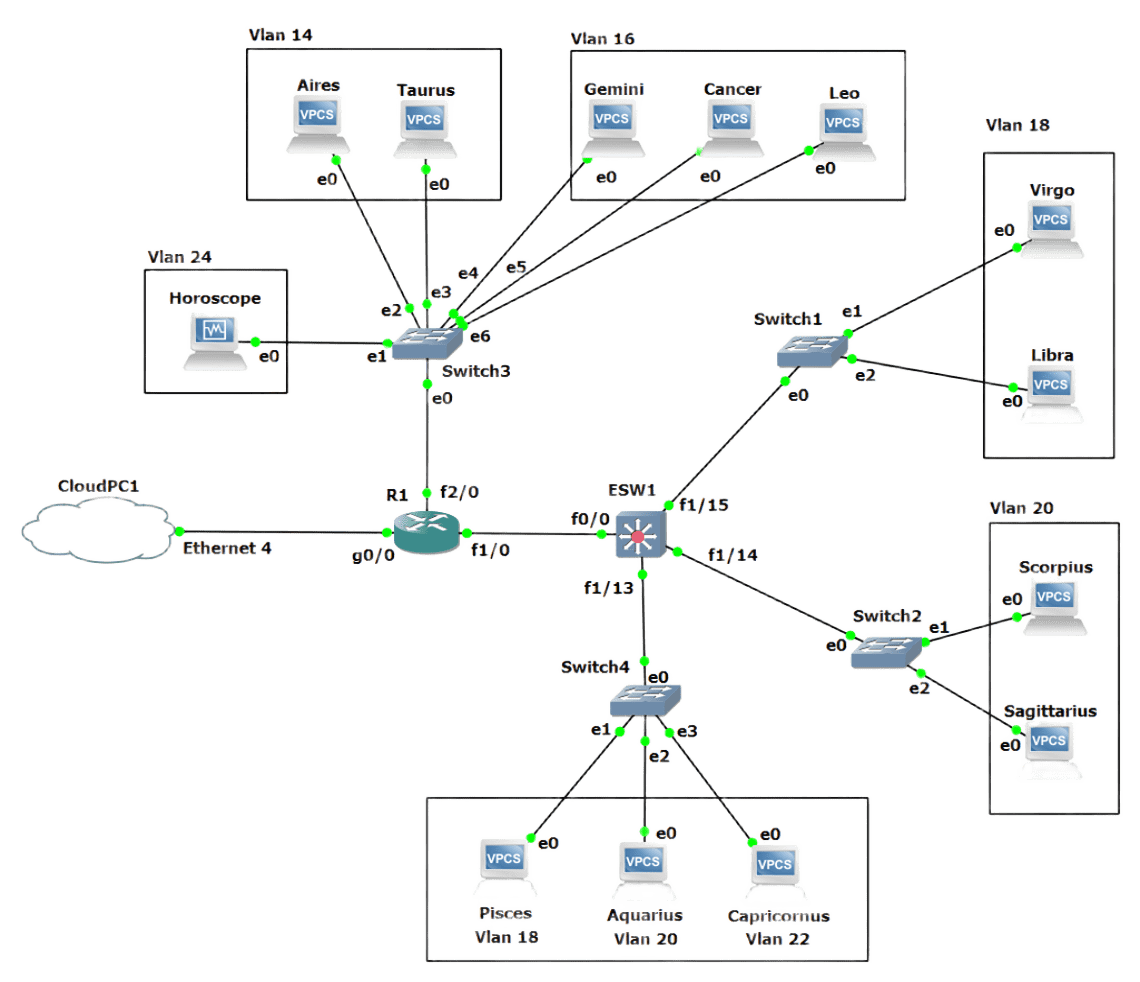 Vlan 14
Vlan 16
Aires
VPCS
e0
Taurus
VPCS
e0
Gemini
VPCS
e0
Cancer
VPCS
e0
Leo
VPCS
e0
Vlan 18
Virgo
VPCS
e0
Libra
VPCS
e0
Vlan 24
Horoscope
e0
e1
e2
e3
e4
e5
e6
Switch3
e0
Switch1
e1
e2
e0
CloudPC1
Ethernet 4
R1
f2/0
g0/0
f1/0
ESW1
f0/0
f1/15
f1/14
f1/13
Vlan 20
Scorpius
VPCS
e0
Sagittarius
VPCS
e0
Switch2
e0
e1
e2
Switch4
e0
e1
e2
e3
e0
VPCS
Pisces
Vlan 18
e0
VPCS
Aquarius
Vlan 20
e0
VPCS
Capricornus
Vlan 22